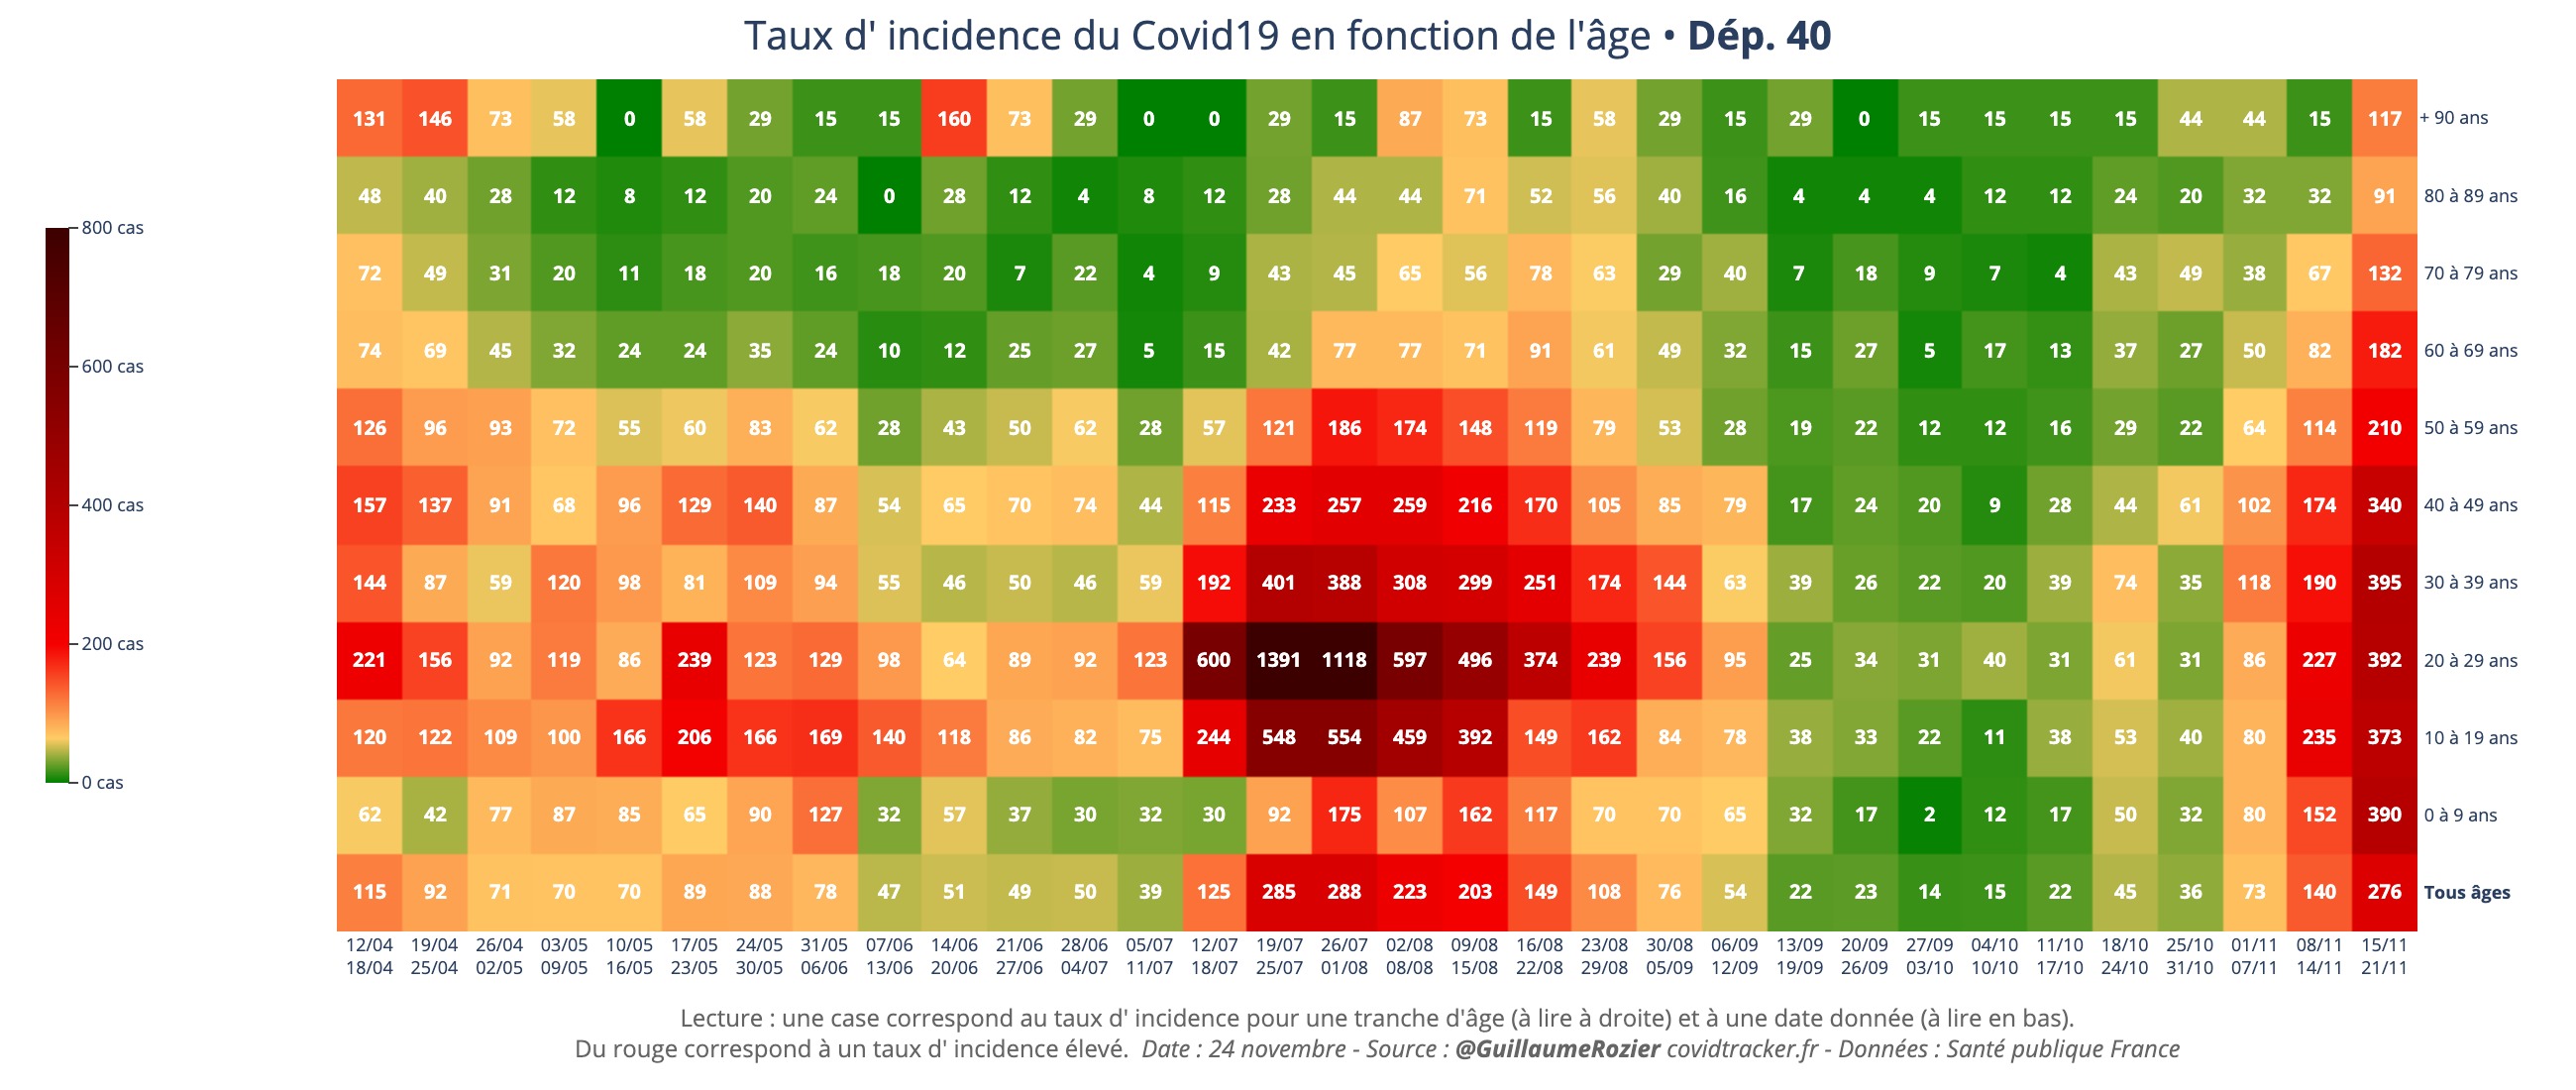 Taux d' incidence du Covid19 en fonction de l'âge • Dép. 40
800 cas
600 cas
400 cas
200 cas
0 cas
131 146 73 58 0 58 29 15 15 160 73 29 0 0 29 15 87 73 15 58 29 15 29 0 15 15 15 15 44 44 15 117 + 90 ans
48 40 28 12 8 12 20 24 0 28 12 4 8 12 28 44 44 71 52 56 40 16 4 4 4 12 12 24 20 32 32 91 80 à 89 ans
72 49 31 20 11 18 20 16 18 20 7 22 4 9 43 45 65 56 78 63 29 40 7 18 9 7 4 43 49 38 67 132 70 à 79 ans
74 69 45 32 24 24 35 24 10 12 25 27 5 15 42 77 77 71 91 61 49 32 15 27 5 17 13 37 27 50 82 182 60 à 69 ans
126 96 93 72 55 60 83 62 28 43 50 62 28 57 121 186 174 148 119 79 53 28 19 22 12 12 16 29 22 64 114 210 50 à 59 ans
157 137 91 68 96 129 140 87 54 65 70 74 44 115 233 257 259 216 170 105 85 79 17 24 20 9 28 44 61 102 174 340 40 à 49 ans
144 87 59 120 98 81 109 94 55 46 50 46 59 192 401 388 308 299 251 174 144 63 39 26 22 20 39 74 35 118 190 395 30 à 39 ans
221 156 92 119 86 239 123 129 98 64 89 92 123 600 1391 1118 597 496 374 239 156 95 25 34 31 40 31 61 31 86 227 392 20 à 29 ans
120 122 109 100 166 206 166 169 140 118 86 82 75 244 548 554 459 392 149 162 84 78 38 33 22 11 38 53 40 80 235 373 10 à 19 ans
62 42 77 87 85 65 90 127 32 57 37 30 32 30 92 175 107 162 117 70 70 65 32 17 2 12 17 50 32 80 152 390 0 à 9 ans
115 92 71 70 70 89 88 78 47 51 49 50 39 125 285 288 223 203 149 108 76 54 22 23 14 15 22 45 36 73 140 276 Tous âges
12/04 19/04 26/04 03/05 10/05 17/05 24/05 31/05 07/06 14/06 21/06 28/06 05/07 12/07 19/07 26/07 02/08 09/08 16/08 23/08 30/08 06/09 13/09 20/09 27/09 04/10 11/10 18/10 25/10 01/11 08/11 15/11
18/04 25/04 02/05 09/05 16/05 23/05 30/05 06/06 13/06 20/06 27/06 04/07 11/07 18/07 25/07 01/08 08/08 15/08 22/08 29/08 05/09 12/09 19/09 26/09 03/10 10/10 17/10 24/10 31/10 07/11 14/11 21/11
Lecture : une case correspond au taux d' incidence pour une tranche d'âge (à lire à droite) et à une date donnée (à lire en bas).
Du rouge correspond à un taux d' incidence élevé. Date : 24 novembre - Source : @GuillaumeRozier covidtracker.fr - Données : Santé publique France